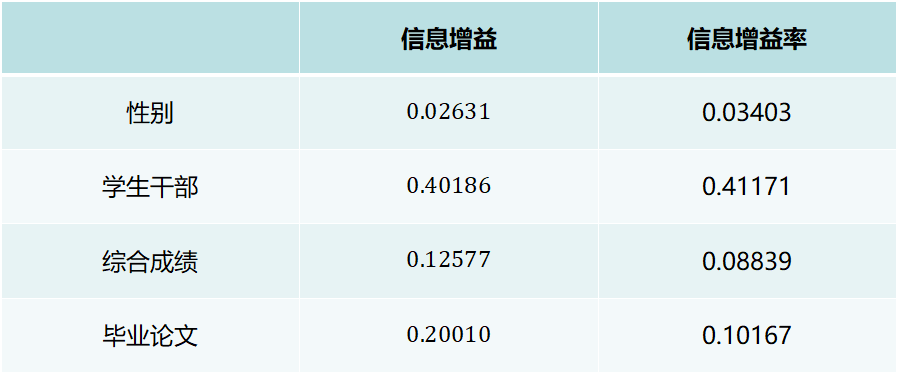 信息增益 信息增益率
性别 0.02631 0.03403
学生干部 0.40186 0.41171
综合成绩 0.12577 0.08839
毕业论文 0.20010 0.10167